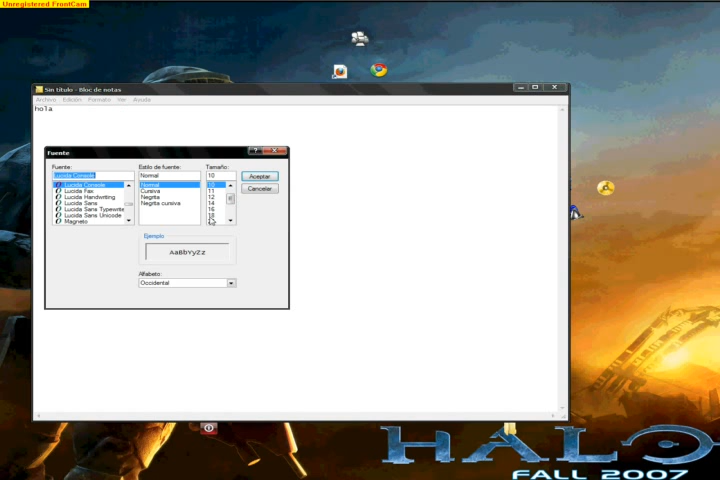 Unregistered FrontCam
Sin título - Bloc de notas
Archivo Edición Formato Ver Ayuda
hola
Fuente
Fuente: Estilo de fuente: Tamaño:
Lucida Console Normal 10 Aceptar
Lucida Console Normal 10 Cancelar
Lucida Fax Cursiva 11
Lucida Handwriting Negrita 12
Lucida Sans Negrita cursiva 14
Lucida Sans Typewrite 16
Lucida Sans Unicode 18
Magneto
Ejemplo
AaBbYyZz
Alfabeto:
Occidental
HALO
FALL 2007